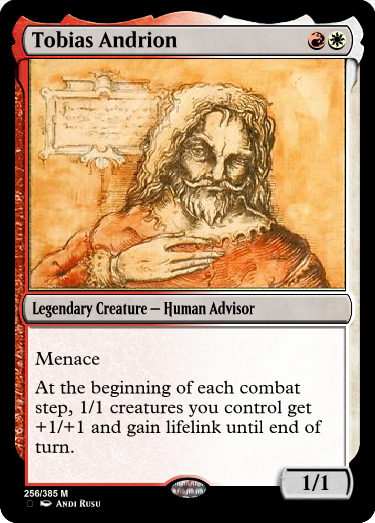 Tobias Andrion
Legendary Creature — Human Advisor
Menace
At the beginning of each combat
step, 1/1 creatures you control get
+1/+1 and gain lifelink until end of
turn.
1/1
256/385 M
Andi Rusu